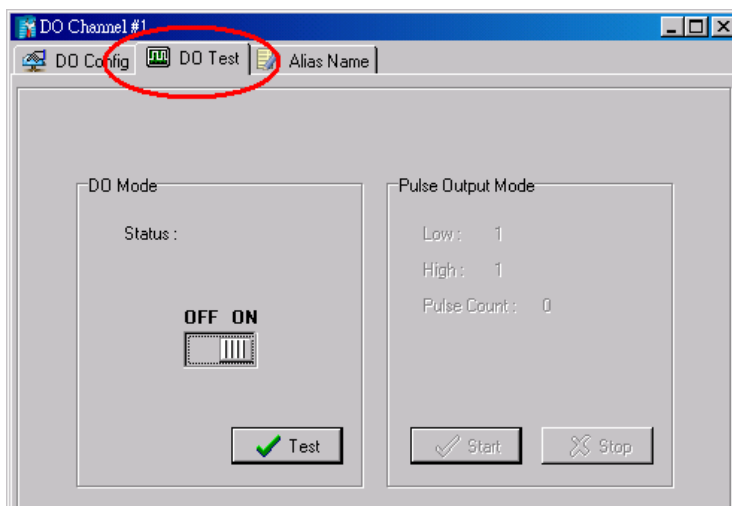 DO Channel #1
DO Config DO Test Alias Name
DO Mode
Status :
OFF ON
Test
Pulse Output Mode
Low : 1
High : 1
Pulse Count : 0
Start Stop